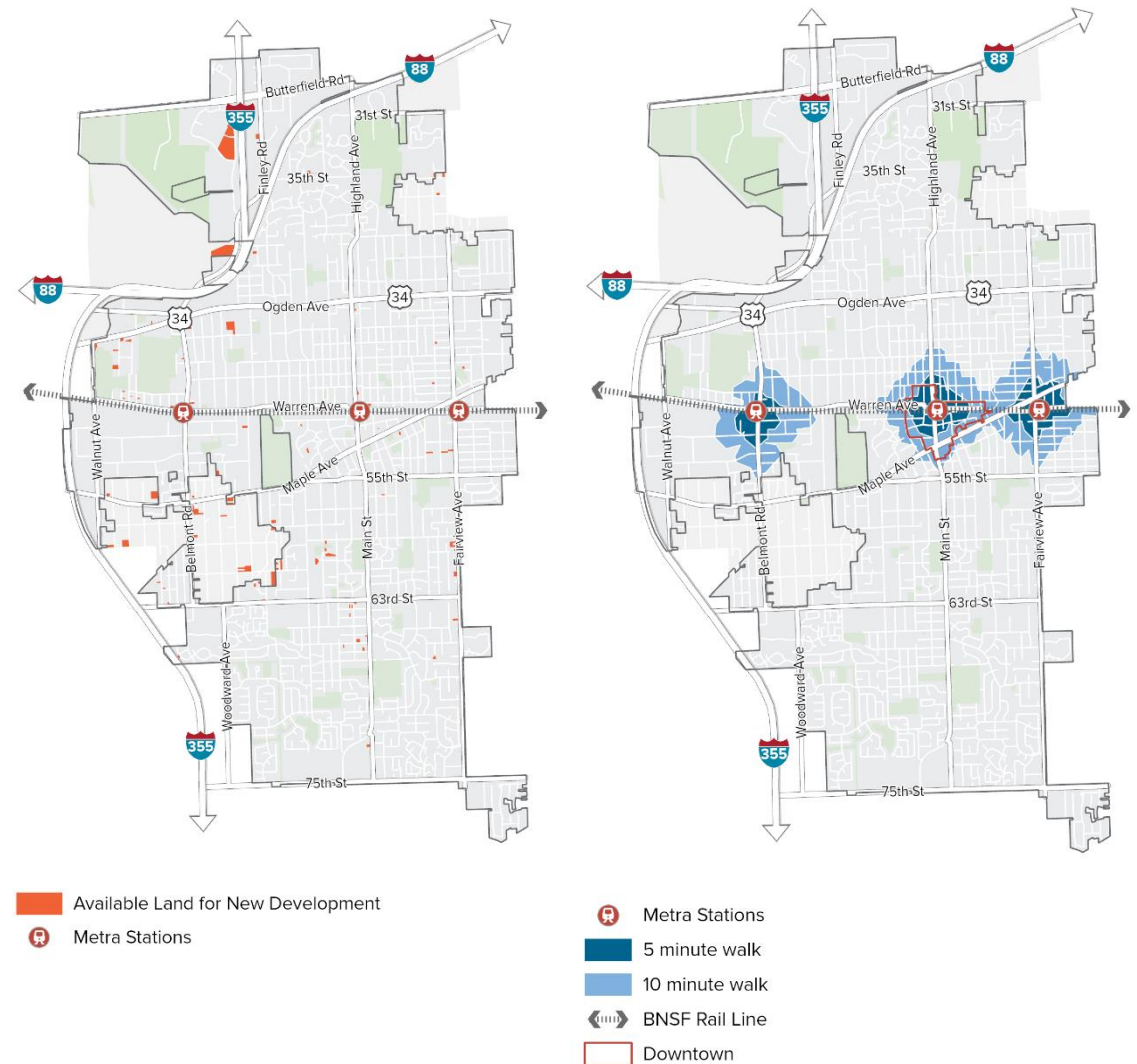 88
355
Butterfield Rd
31st St
Finley Rd
Highland Ave
35th St
88
Ogden Ave
34
34
Warren Ave
Walnut Ave
Maple Ave
55th St
Belmont Rd
Main St
Fairview Ave
63rd St
Woodward Ave
355
75th St
Available Land for New Development
Metra Stations
88
355
Butterfield Rd
31st St
Finley Rd
Highland Ave
35th St
88
Ogden Ave
34
34
Warren Ave
Walnut Ave
Maple Ave
55th St
Belmont Rd
Main St
Fairview Ave
63rd St
Woodward Ave
355
75th St
Metra Stations
5 minute walk
10 minute walk
BNSF Rail Line
Downtown